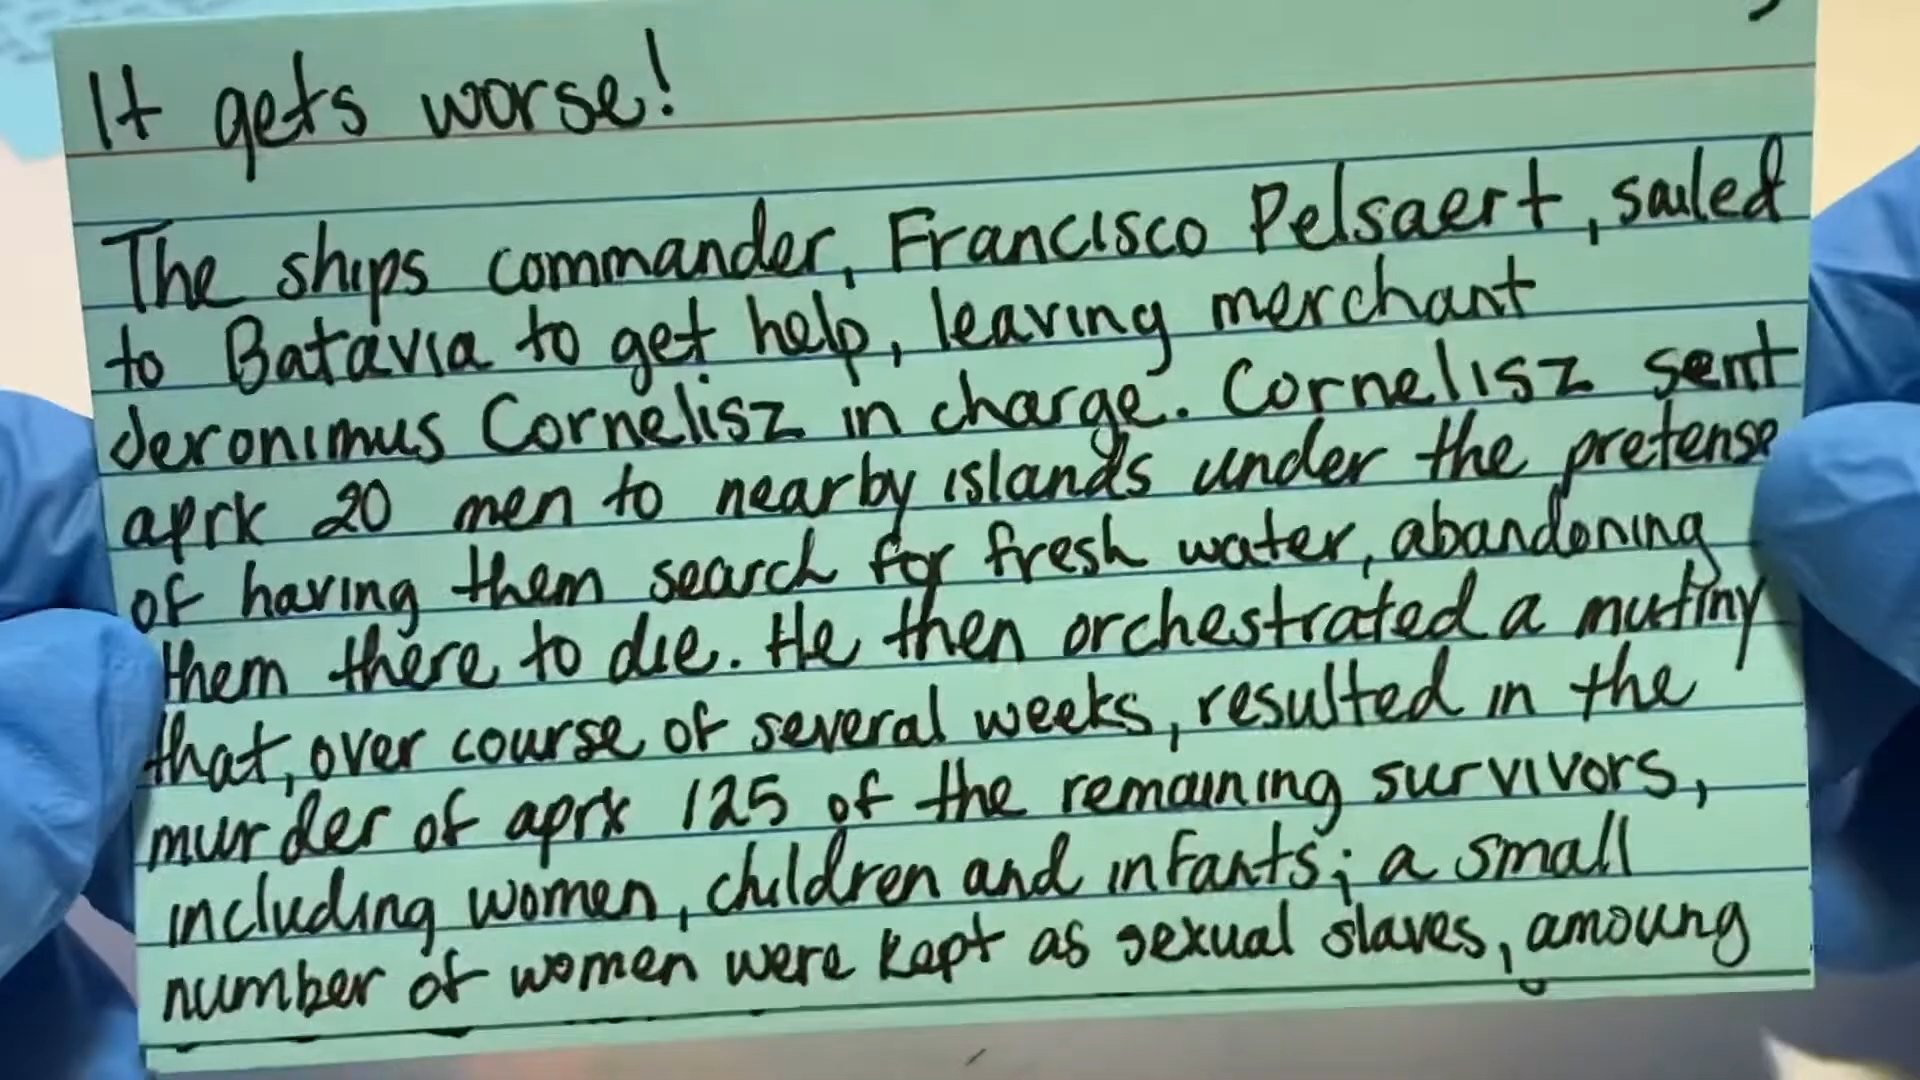 It gets worse!
The ships commander, Francisco Pelsaert, sailed
to Batavia to get help, leaving merchant
Jeronimus Cornelisz in charge. Cornelisz sent
aprk 20 men to nearby islands under the pretense
of having them search for fresh water, abandoning
them there to die. He then orchestrated a mutiny
that, over course of several weeks, resulted in the
murder of aprx 125 of the remaining survivors,
including women, children and infants; a small
number of women were kept as sexual slaves, amoung